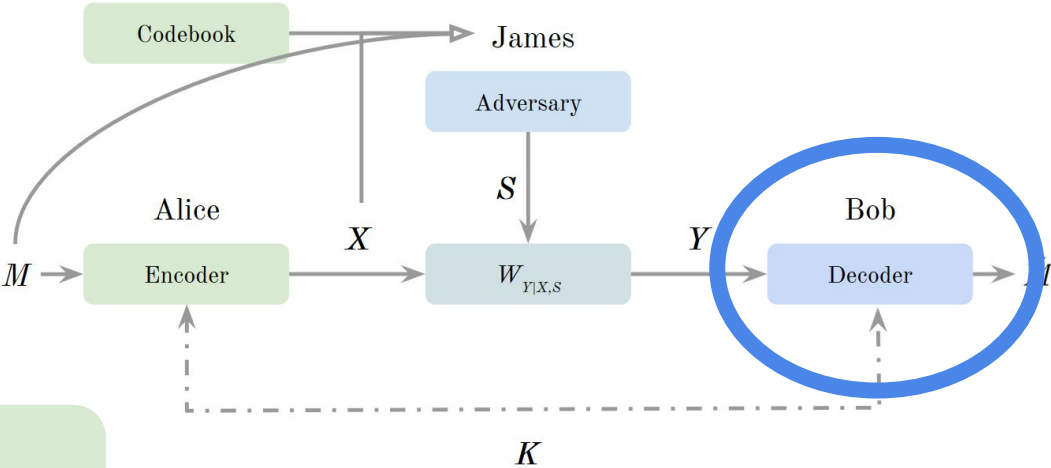 Codebook
James
Adversary
S
Alice
Bob
X
Y
M
Encoder
W_{Y|X,S}
Decoder
K